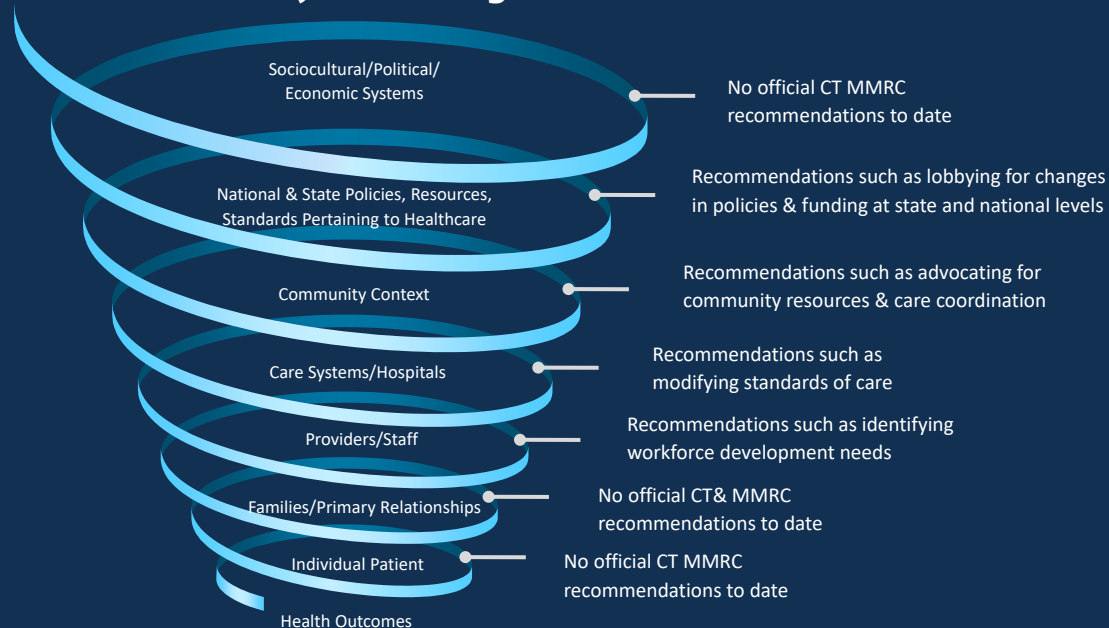 Sociocultural/Political/
Economic Systems
No official CT MMRC
recommendations to date
National & State Policies, Resources,
Standards Pertaining to Healthcare
Recommendations such as lobbying for changes
in policies & funding at state and national levels
Community Context
Recommendations such as advocating for
community resources & care coordination
Care Systems/Hospitals
Recommendations such as
modifying standards of care
Providers/Staff
Recommendations such as identifying
workforce development needs
Families/Primary Relationships
No official CT& MMRC
recommendations to date
Individual Patient
No official CT MMRC
recommendations to date
Health Outcomes